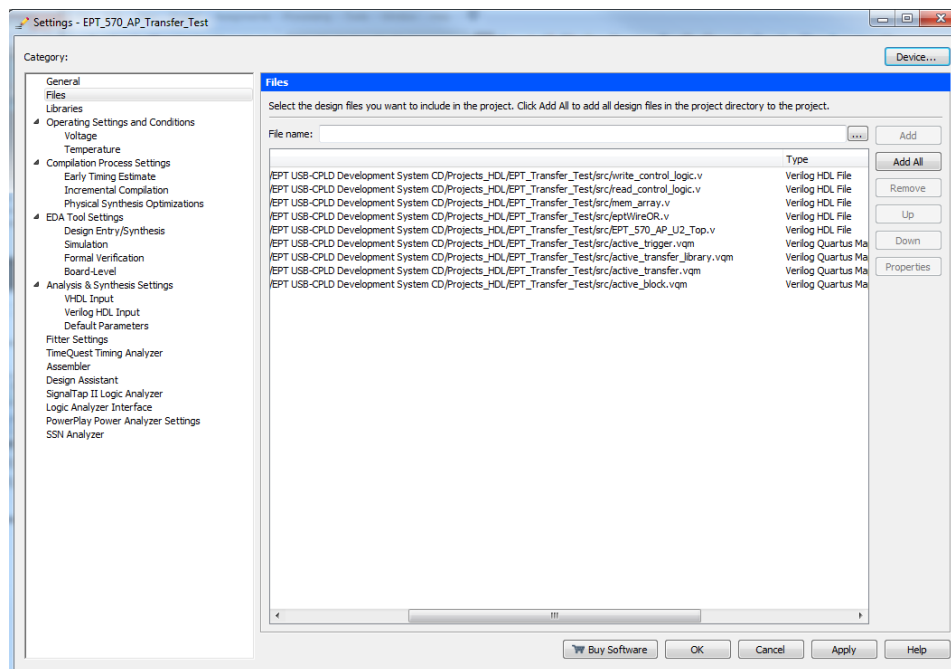 Settings - EPT_570_AP_Transfer_Test
Category:
Device...
General
Files
Libraries
Operating Settings and Conditions
Voltage
Temperature
Compilation Process Settings
Early Timing Estimate
Incremental Compilation
Physical Synthesis Optimizations
EDA Tool Settings
Design Entry/Synthesis
Simulation
Formal Verification
Board-Level
Analysis & Synthesis Settings
VHDL Input
Verilog HDL Input
Default Parameters
Fitter Settings
TimeQuest Timing Analyzer
Assembler
Design Assistant
SignalTap II Logic Analyzer
Logic Analyzer Interface
PowerPlay Power Analyzer Settings
SSN Analyzer
Files
Select the design files you want to include in the project. Click Add All to add all design files in the project directory to the project.
File name: ... Add
Type Add All
/EPT USB-CPLD Development System CD/Projects_HDL/EPT_Transfer_Test/src/write_control_logic.v Verilog HDL File
/EPT USB-CPLD Development System CD/Projects_HDL/EPT_Transfer_Test/src/read_control_logic.v Verilog HDL File
/EPT USB-CPLD Development System CD/Projects_HDL/EPT_Transfer_Test/src/mem_array.v Verilog HDL File
/EPT USB-CPLD Development System CD/Projects_HDL/EPT_Transfer_Test/src/eptWireOR.v Verilog HDL File
/EPT USB-CPLD Development System CD/Projects_HDL/EPT_Transfer_Test/src/EPT_570_AP_U2_Top.v Verilog HDL File
/EPT USB-CPLD Development System CD/Projects_HDL/EPT_Transfer_Test/src/active_trigger.vqm Verilog Quartus Ma
/EPT USB-CPLD Development System CD/Projects_HDL/EPT_Transfer_Test/src/active_transfer_library.vqm Verilog Quartus Ma
/EPT USB-CPLD Development System CD/Projects_HDL/EPT_Transfer_Test/src/active_transfer.vqm Verilog Quartus Ma
/EPT USB-CPLD Development System CD/Projects_HDL/EPT_Transfer_Test/src/active_block.vqm Verilog Quartus Ma
Remove
Up
Down
Properties
Buy Software OK Cancel Apply Help